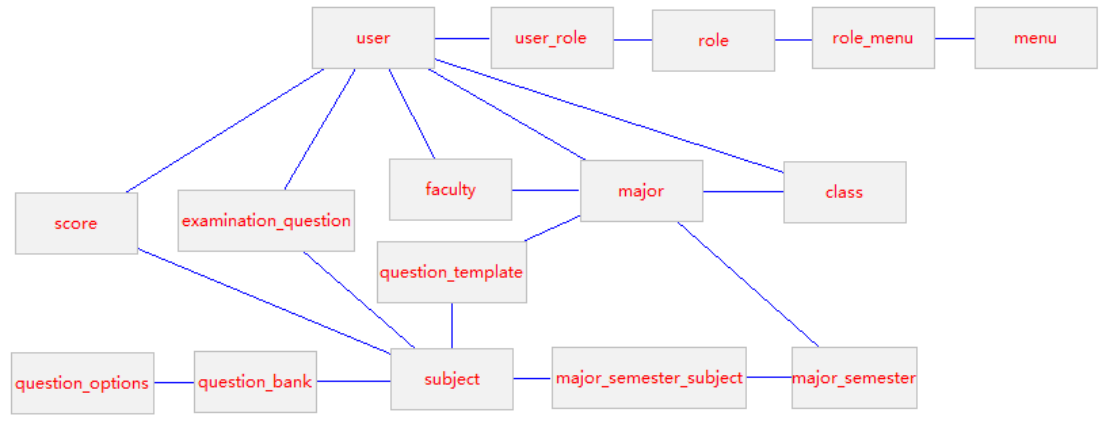 user
user_role
role
role_menu
menu
faculty
major
class
score
examination_question
question_template
question_options
question_bank
subject
major_semester_subject
major_semester